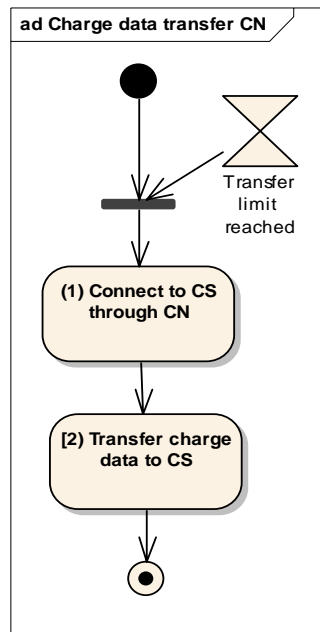 ad Charge data transfer CN
Transfer
limit
reached
(1) Connect to CS
through CN
[2) Transfer charge
data to CS